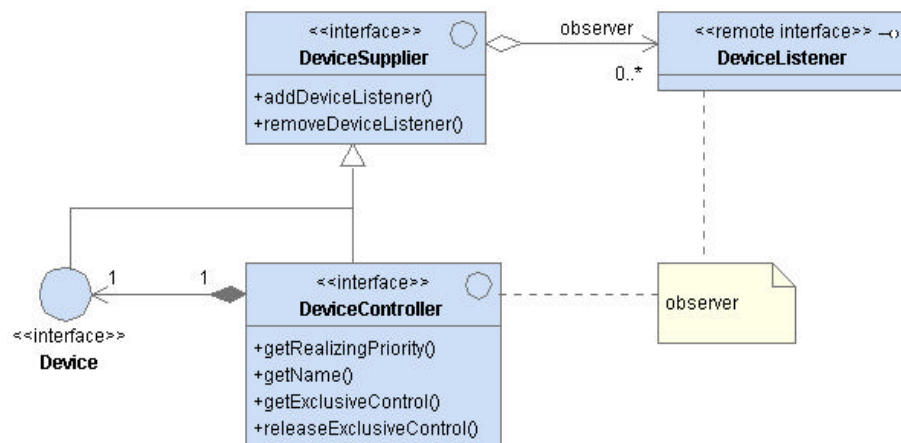 <<interface>>
DeviceSupplier
+addDeviceListener()
+removeDeviceListener()
observer
0..*
<<remote interface>>
DeviceListener
1
1
<<interface>>
Device
<<interface>>
DeviceController
+getRealizingPriority()
+getName()
+getExclusiveControl()
+releaseExclusiveControl()
observer